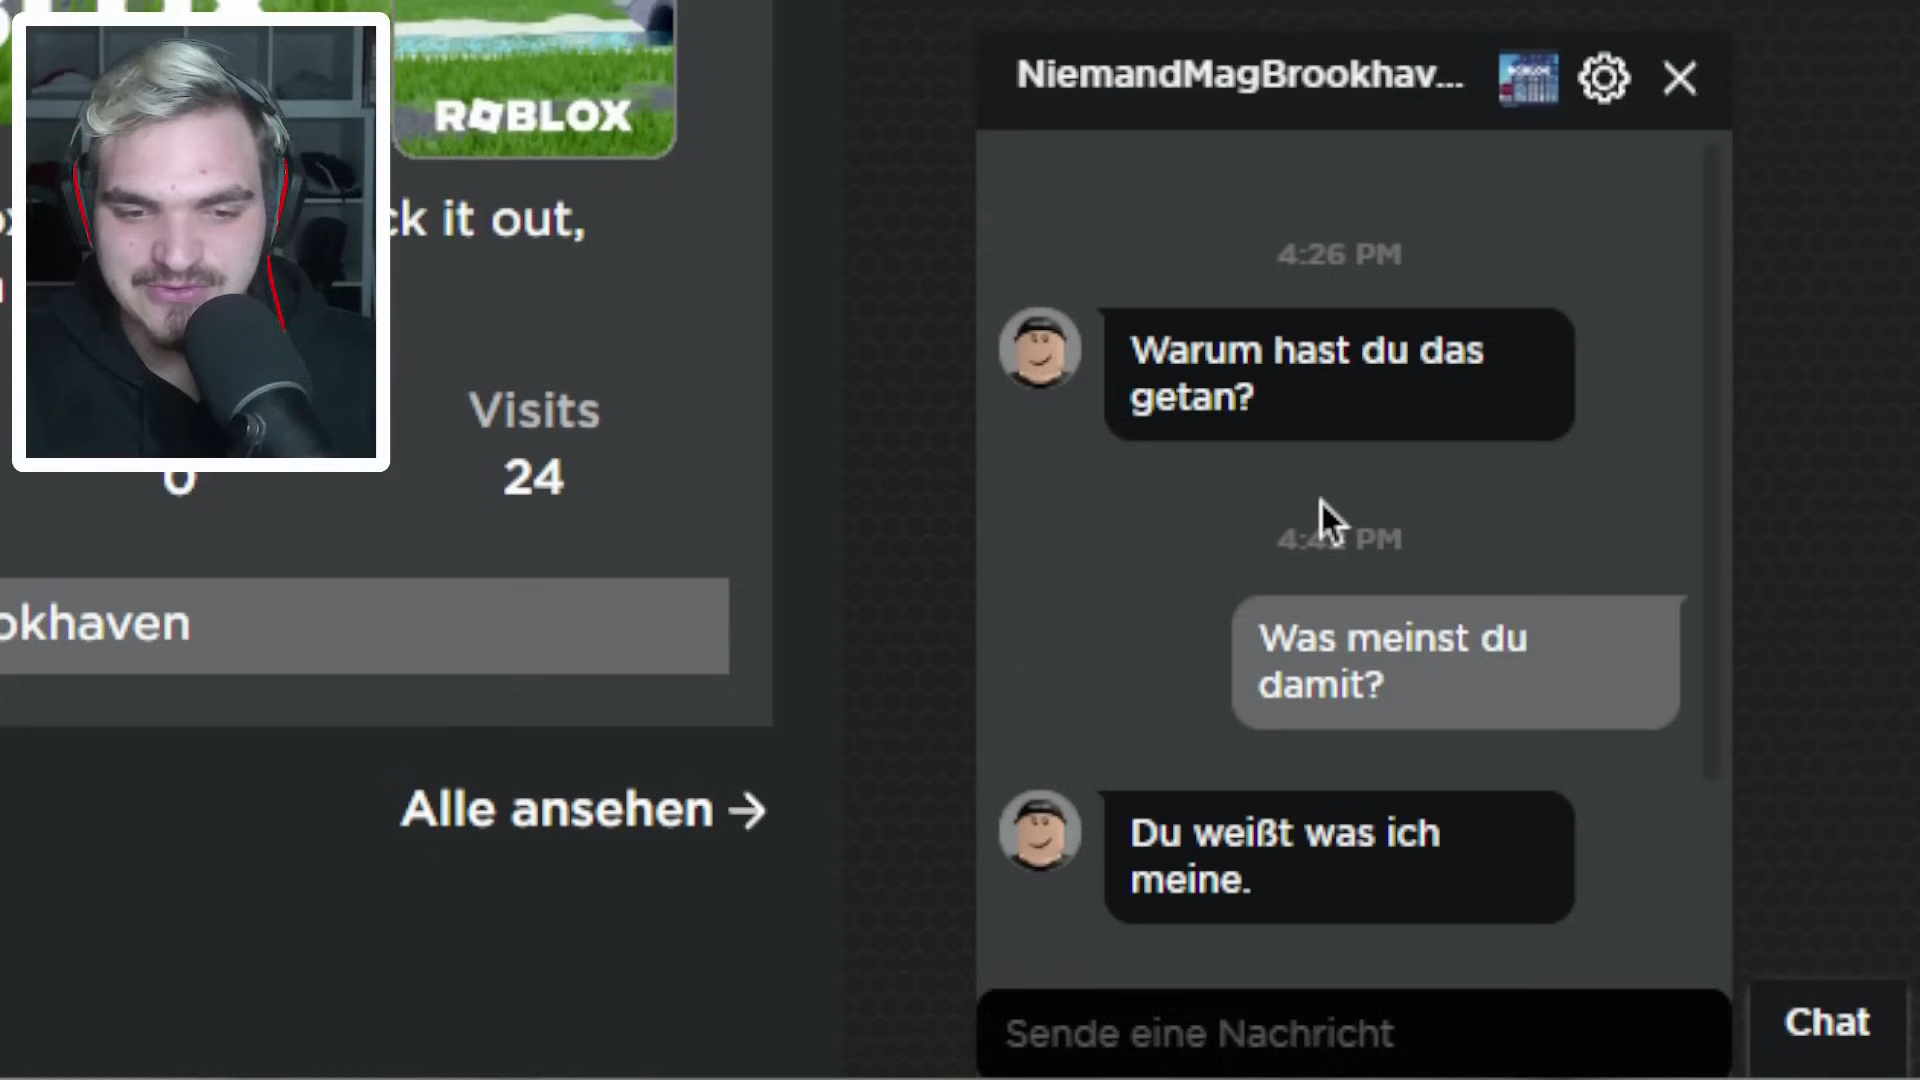 NiemandMagBrookhav...
ROBLOX
ck it out,
4:26 PM
Warum hast du das
getan?
Visits
0
24
PM
Was meinst du
damit?
okhaven
Alle ansehen
Du weißt was ich
meine.
Sende eine Nachricht
Chat